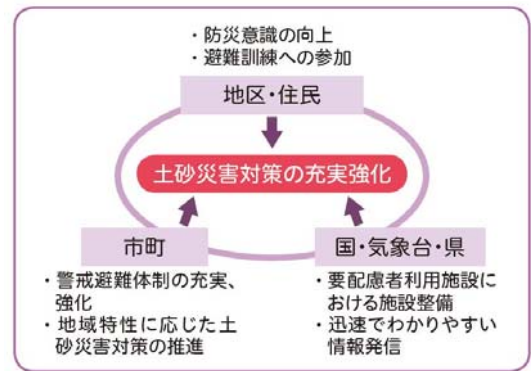 ・防災意識の向上
・避難訓練への参加
地区・住民
土砂災害対策の充実強化
市町
・警戒避難体制の充実、
強化
・地域特性に応じた土
砂災害対策の推進
国・気象台・県
・要配慮者利用施設に
おける施設整備
・迅速でわかりやすい
情報発信